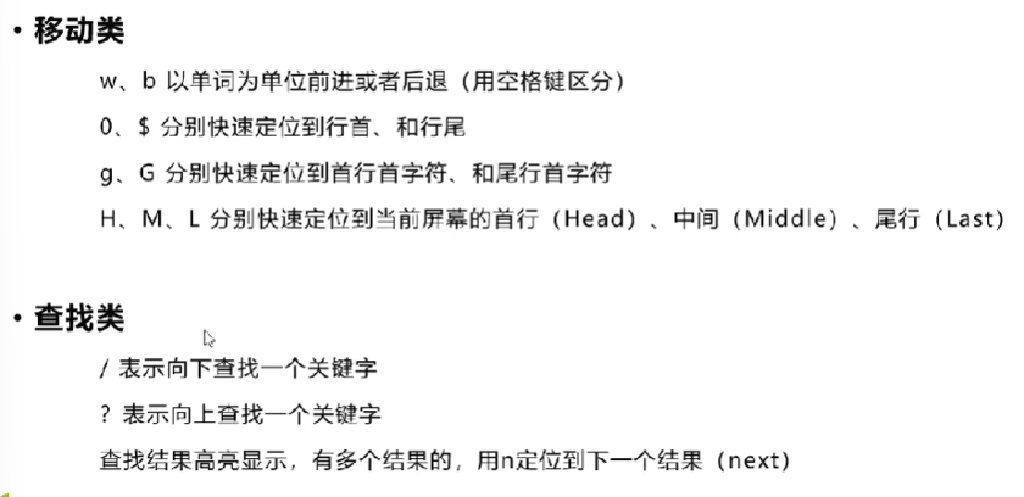 • 移动类
w、b 以单词为单位前进或者后退（用空格键区分）
0、$ 分别快速定位到行首、和行尾
g、G 分别快速定位到首行首字符、和尾行首字符
H、M、L 分别快速定位到当前屏幕的首行（Head）、中间（Middle）、尾行（Last）
• 查找类
/ 表示向下查找一个关键字
? 表示向上查找一个关键字
查找结果高亮显示，有多个结果的，用n定位到下一个结果（next）